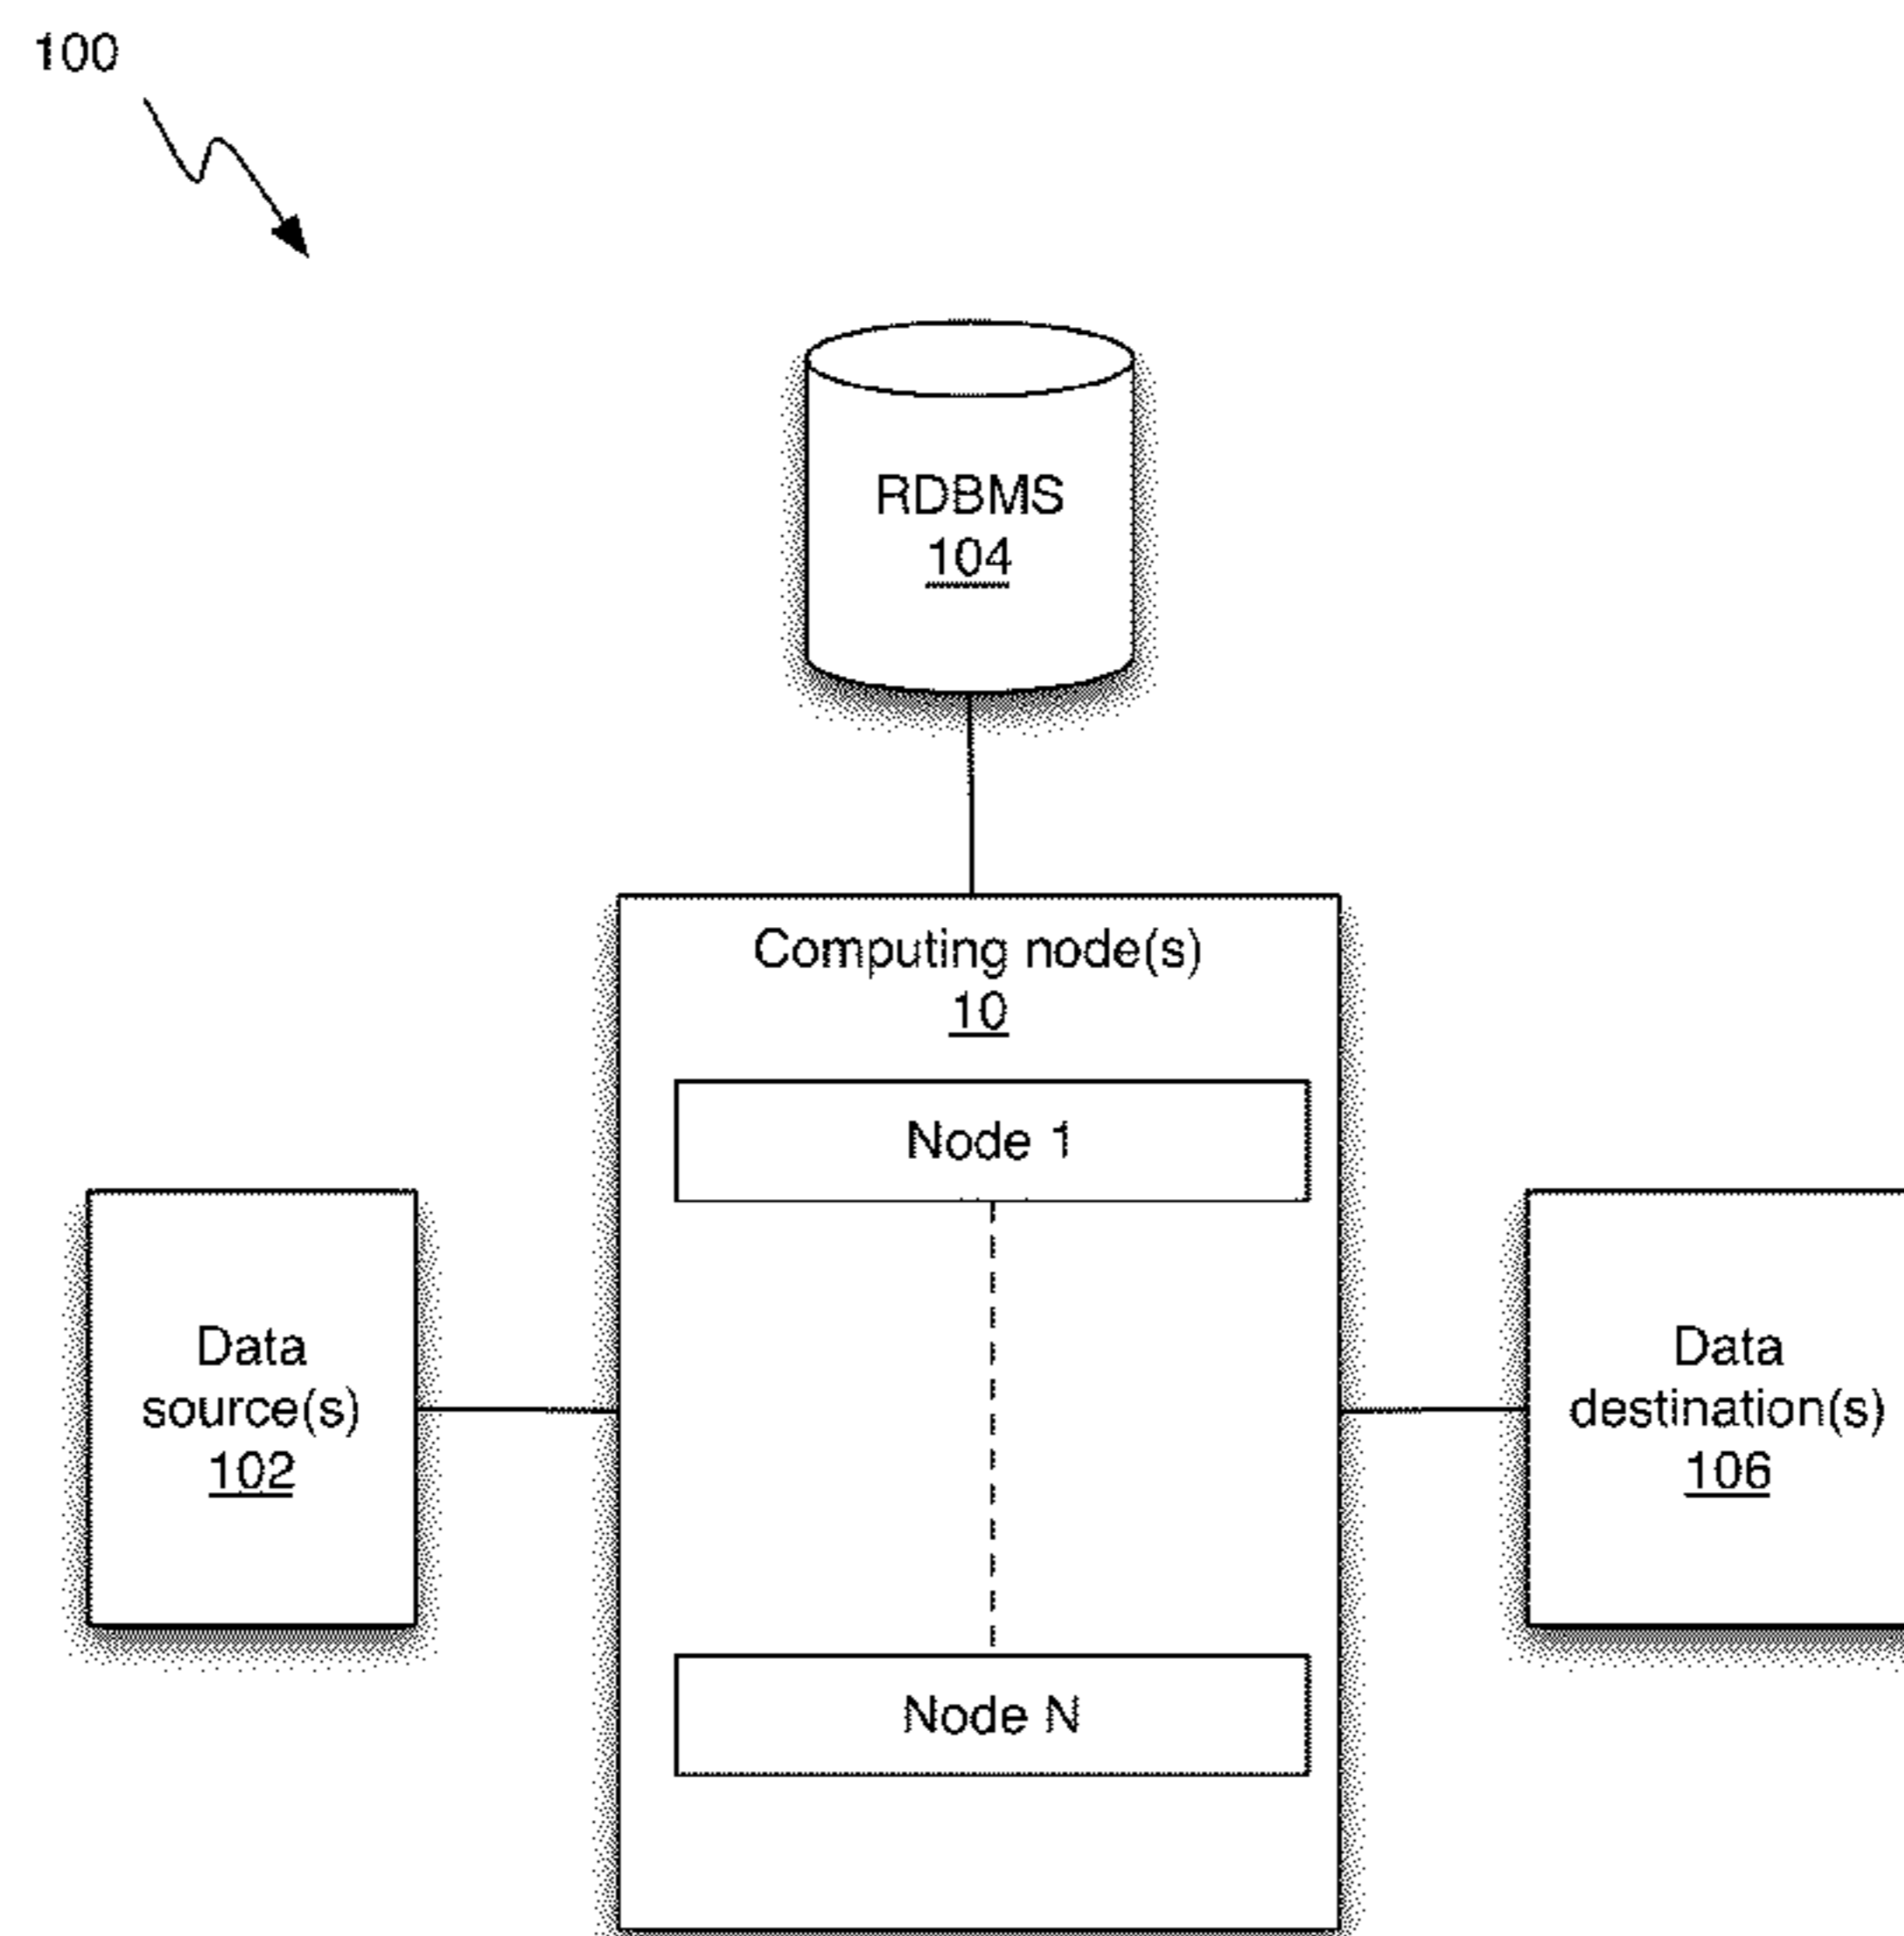 100
RDBMS
104
Computing node(s)
10
Node 1
Data
source(s)
102
Data
destination(s)
106
Node N